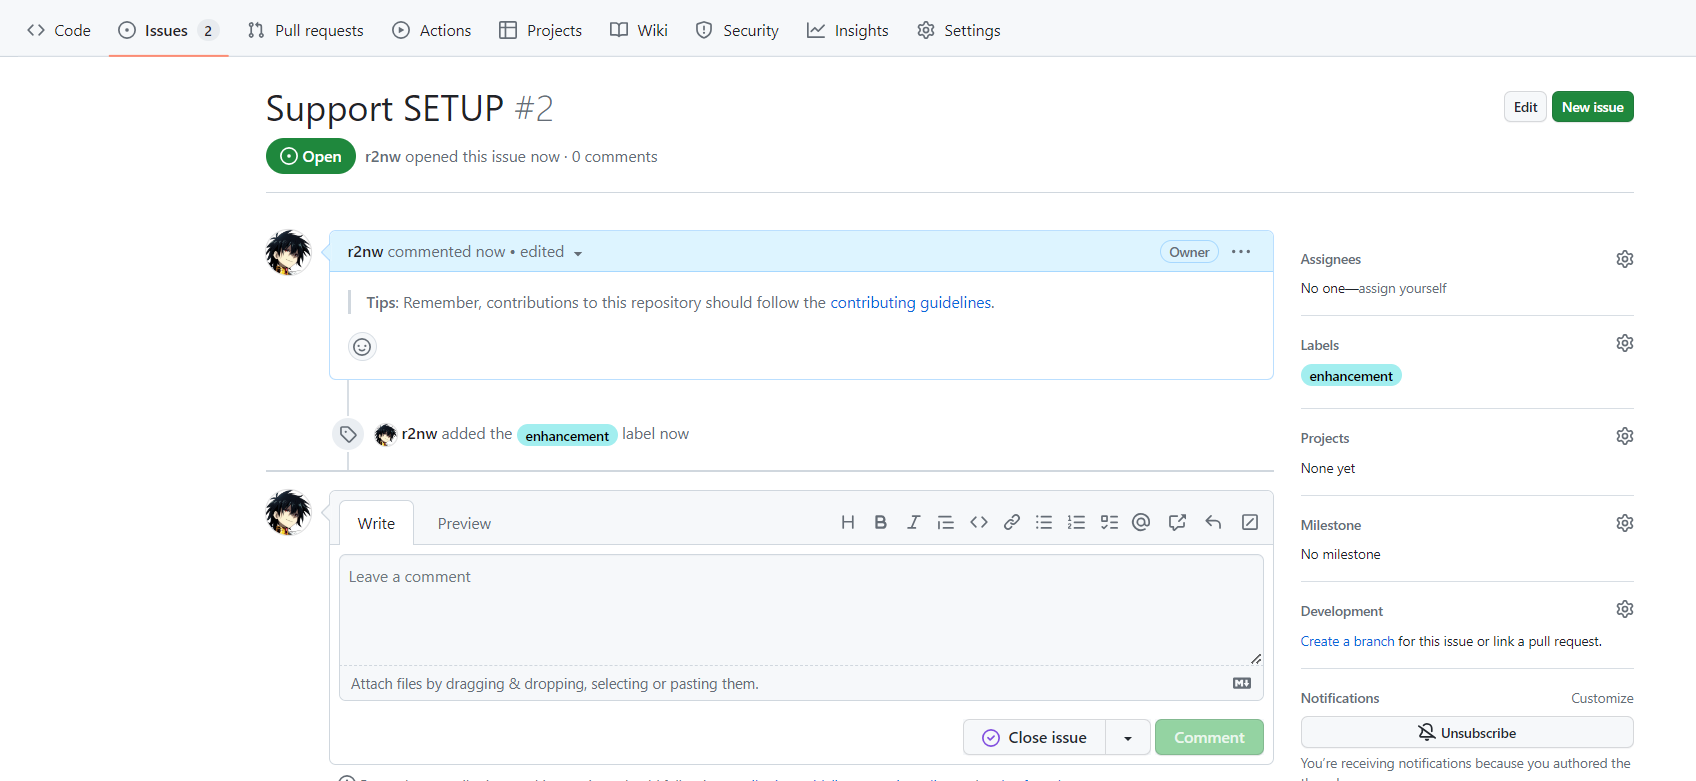 Code Issues 2 Pull requests Actions Projects Wiki Security Insights Settings
Support SETUP #2
Edit New issue
Open r2nw opened this issue now · 0 comments
r2nw commented now • edited Owner
Tips: Remember, contributions to this repository should follow the contributing guidelines.
r2nw added the enhancement label now
Write Preview
Leave a comment
Attach files by dragging & dropping, selecting or pasting them.
Close issue Comment
Assignees
No one—assign yourself
Labels
enhancement
Projects
None yet
Milestone
No milestone
Development
Create a branch for this issue or link a pull request.
Notifications Customize
Unsubscribe
You're receiving notifications because you authored the